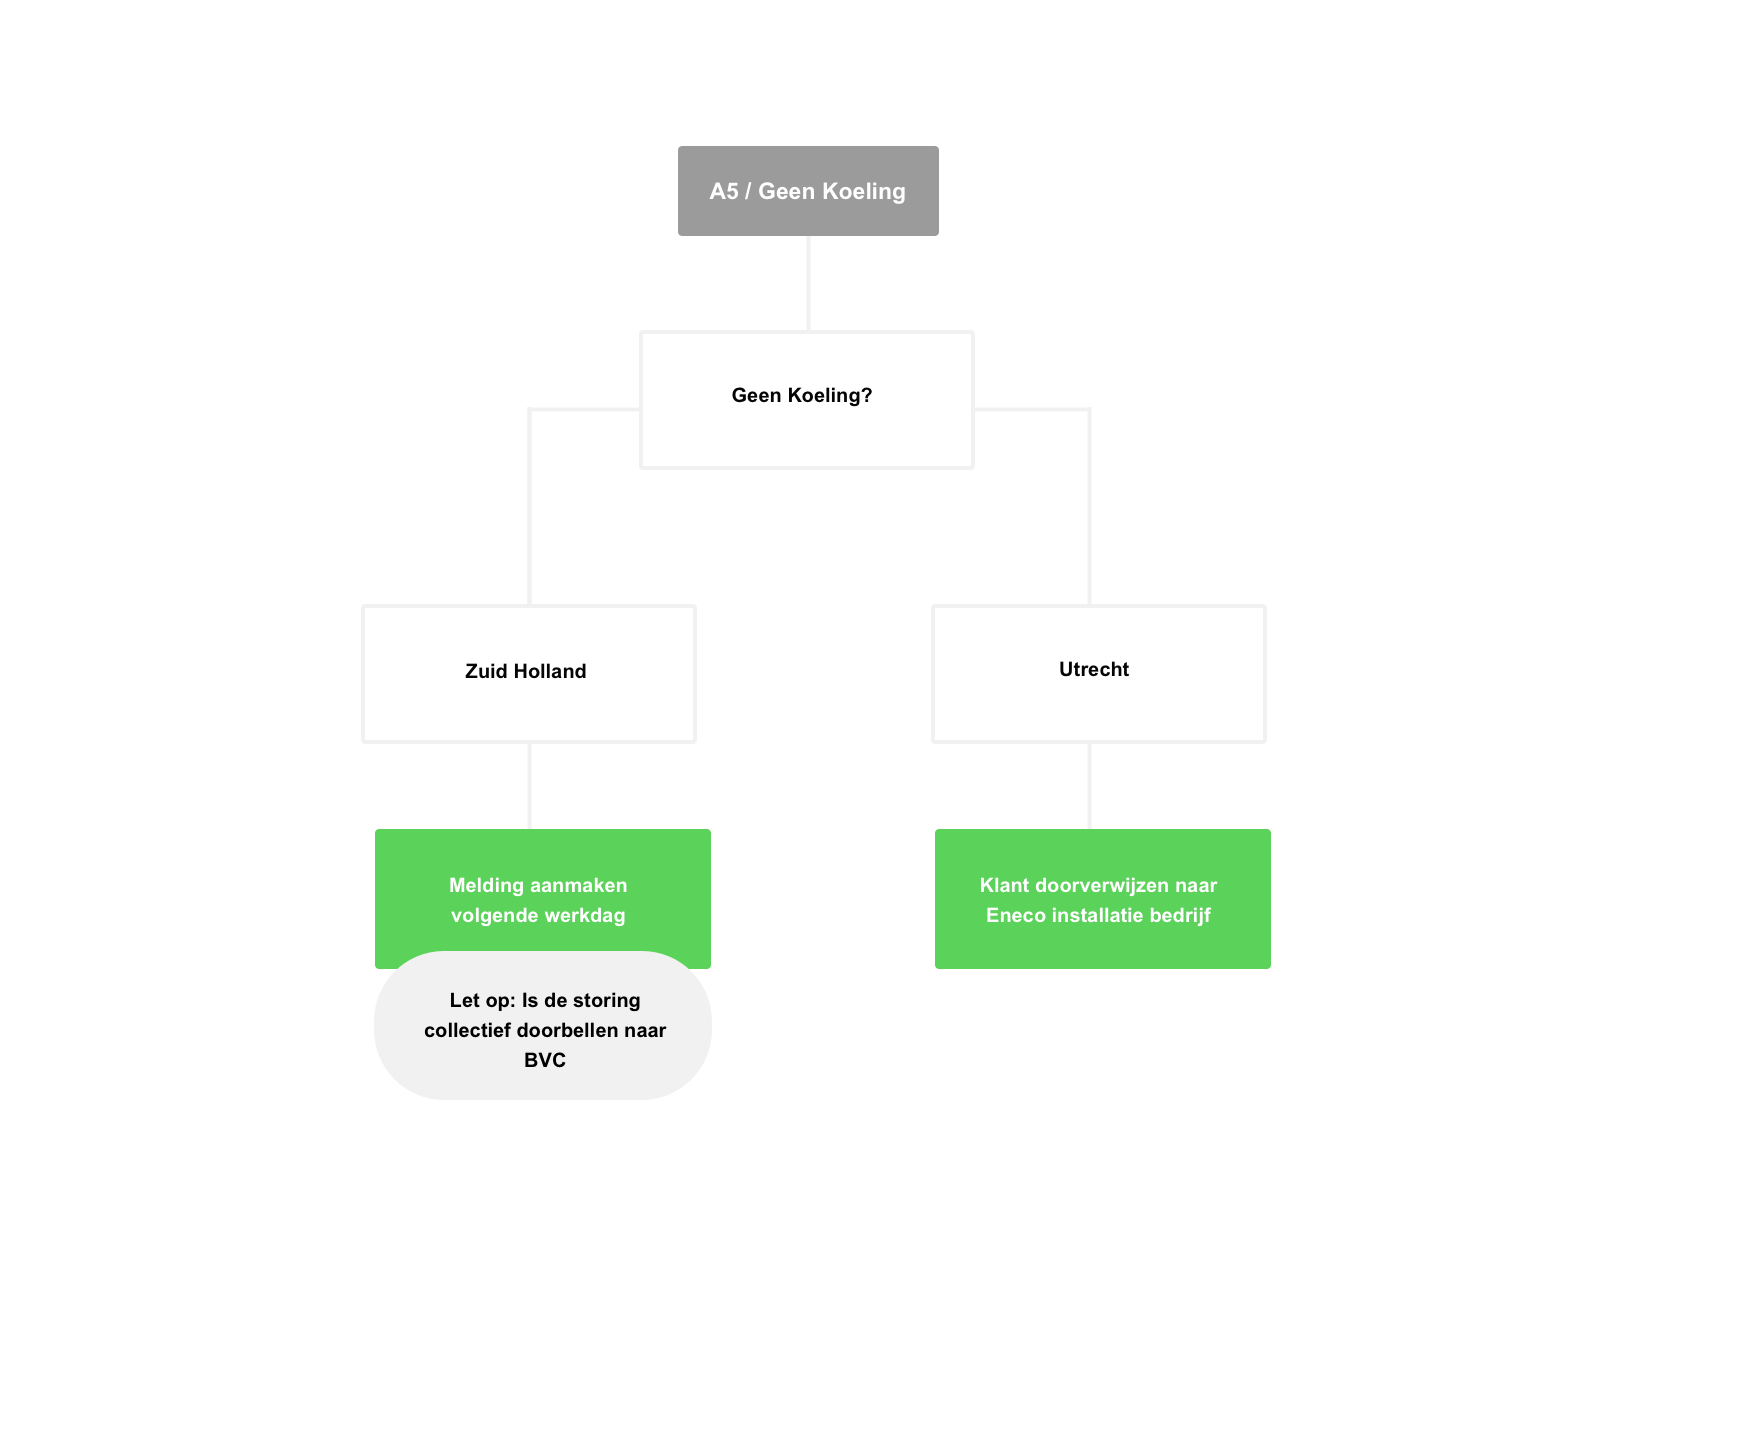 A5 / Geen Koeling
Geen Koeling?
Zuid Holland
Utrecht
Melding aanmaken
volgende werkdag
Klant doorverwijzen naar
Eneco installatie bedrijf
Let op: Is de storing
collectief doorbellen naar
BVC